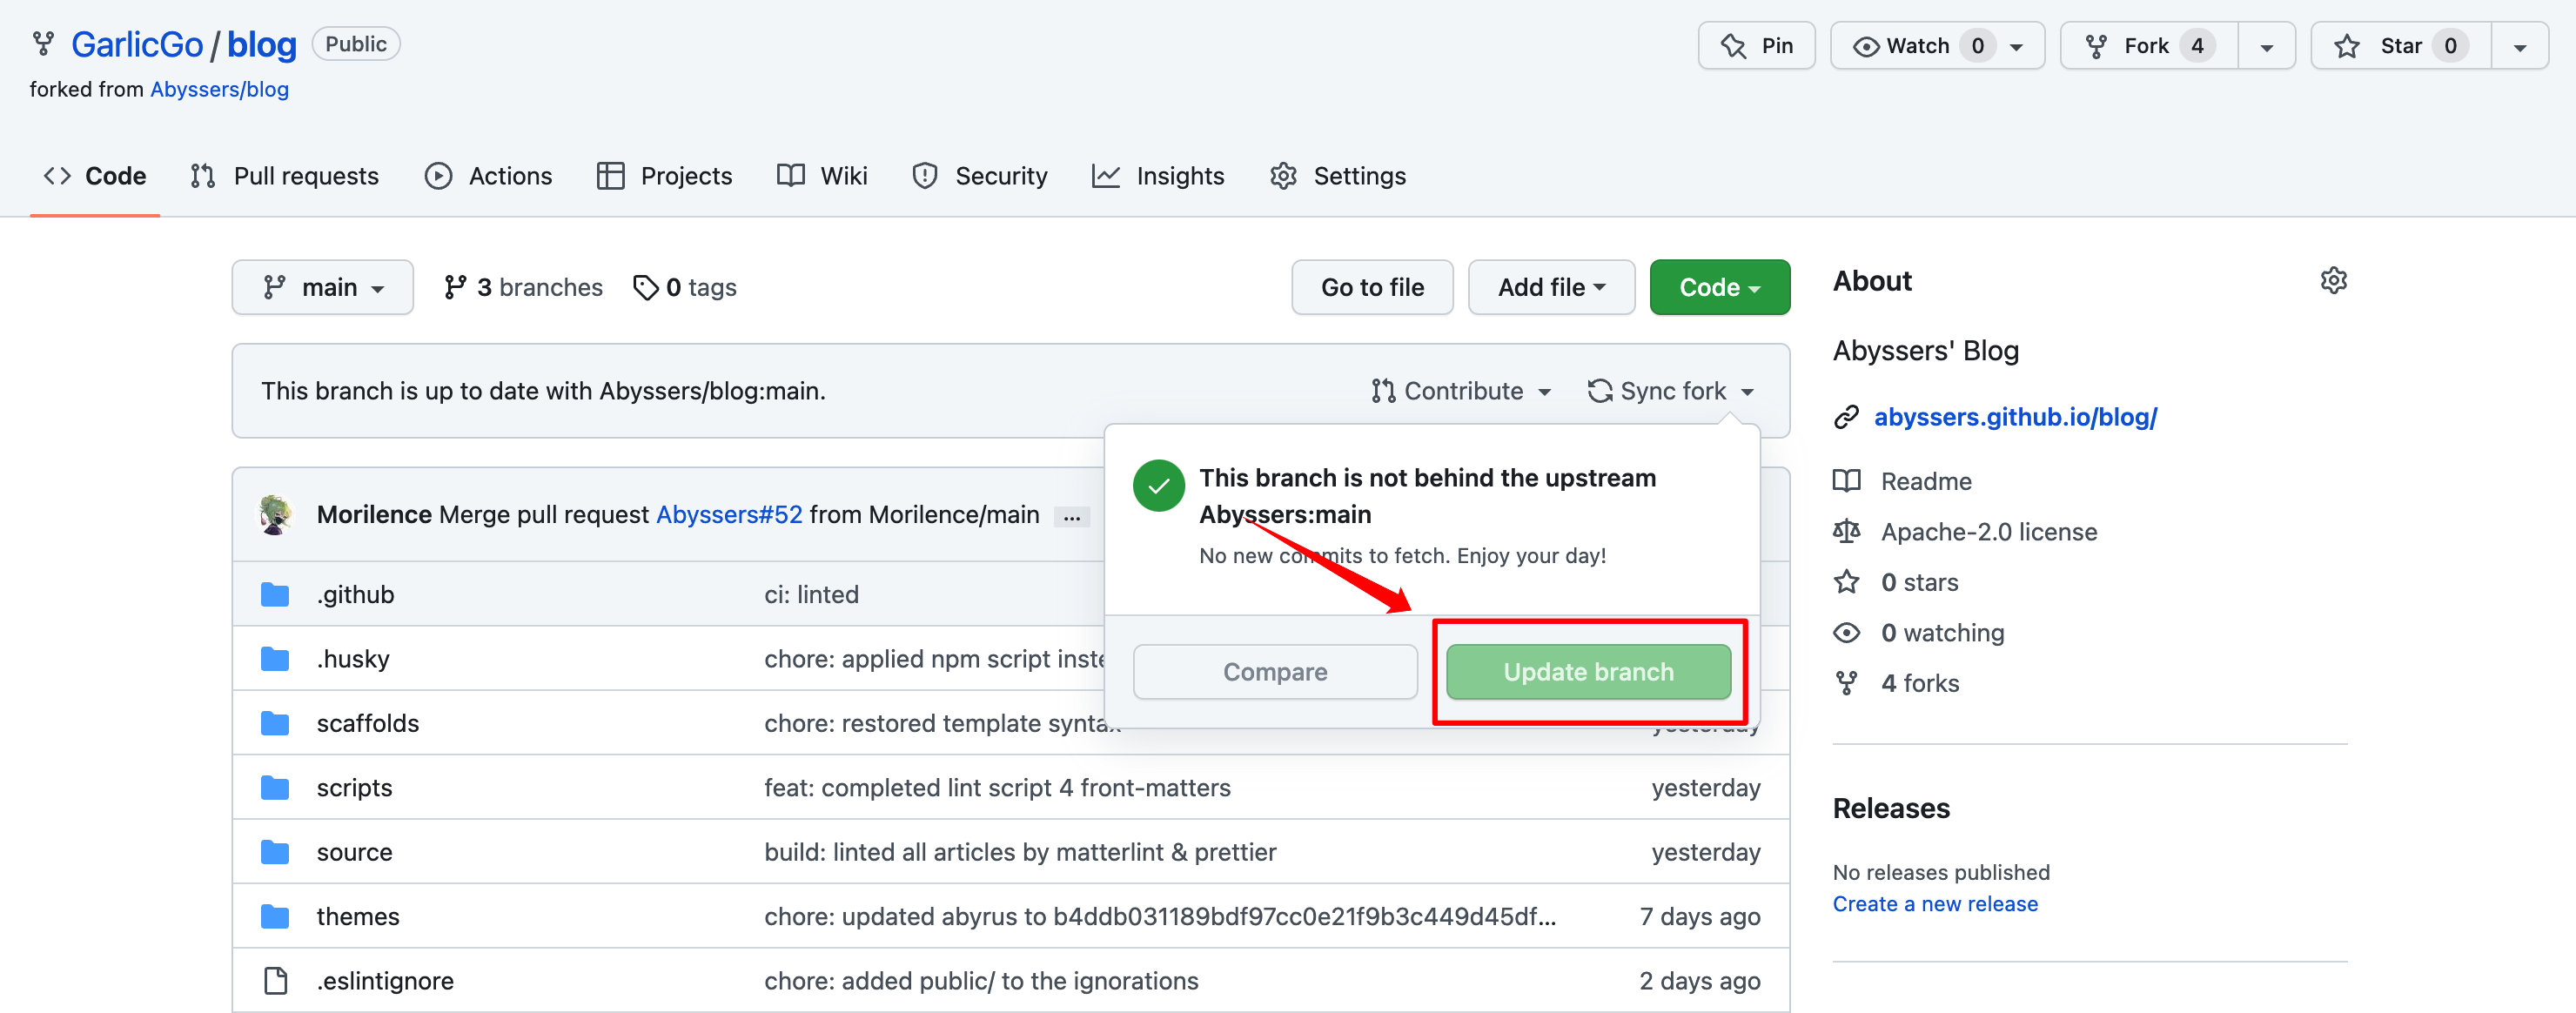 GarlicGo / blog Public
Pin Watch 0 Fork 4 Star 0
forked from Abyssers/blog
Code Pull requests Actions Projects Wiki Security Insights Settings
main 3 branches 0 tags Go to file Add file Code
This branch is up to date with Abyssers/blog:main. Contribute Sync fork
This branch is not behind the upstream
Abyssers:main
No new commits to fetch. Enjoy your day!
Compare Update branch
Morilence Merge pull request Abyssers#52 from Morilence/main ...
.github ci: linted
.husky chore: applied npm script inste
scaffolds chore: restored template syntax yesterday
scripts feat: completed lint script 4 front-matters yesterday
source build: linted all articles by matterlint & prettier yesterday
themes chore: updated abyrus to b4ddb031189bdf97cc0e21f9b3c449d45df... 7 days ago
.eslintignore chore: added public/ to the ignorations 2 days ago
About
Abyssers' Blog
abyssers.github.io/blog/
Readme
Apache-2.0 license
0 stars
0 watching
4 forks
Releases
No releases published
Create a new release